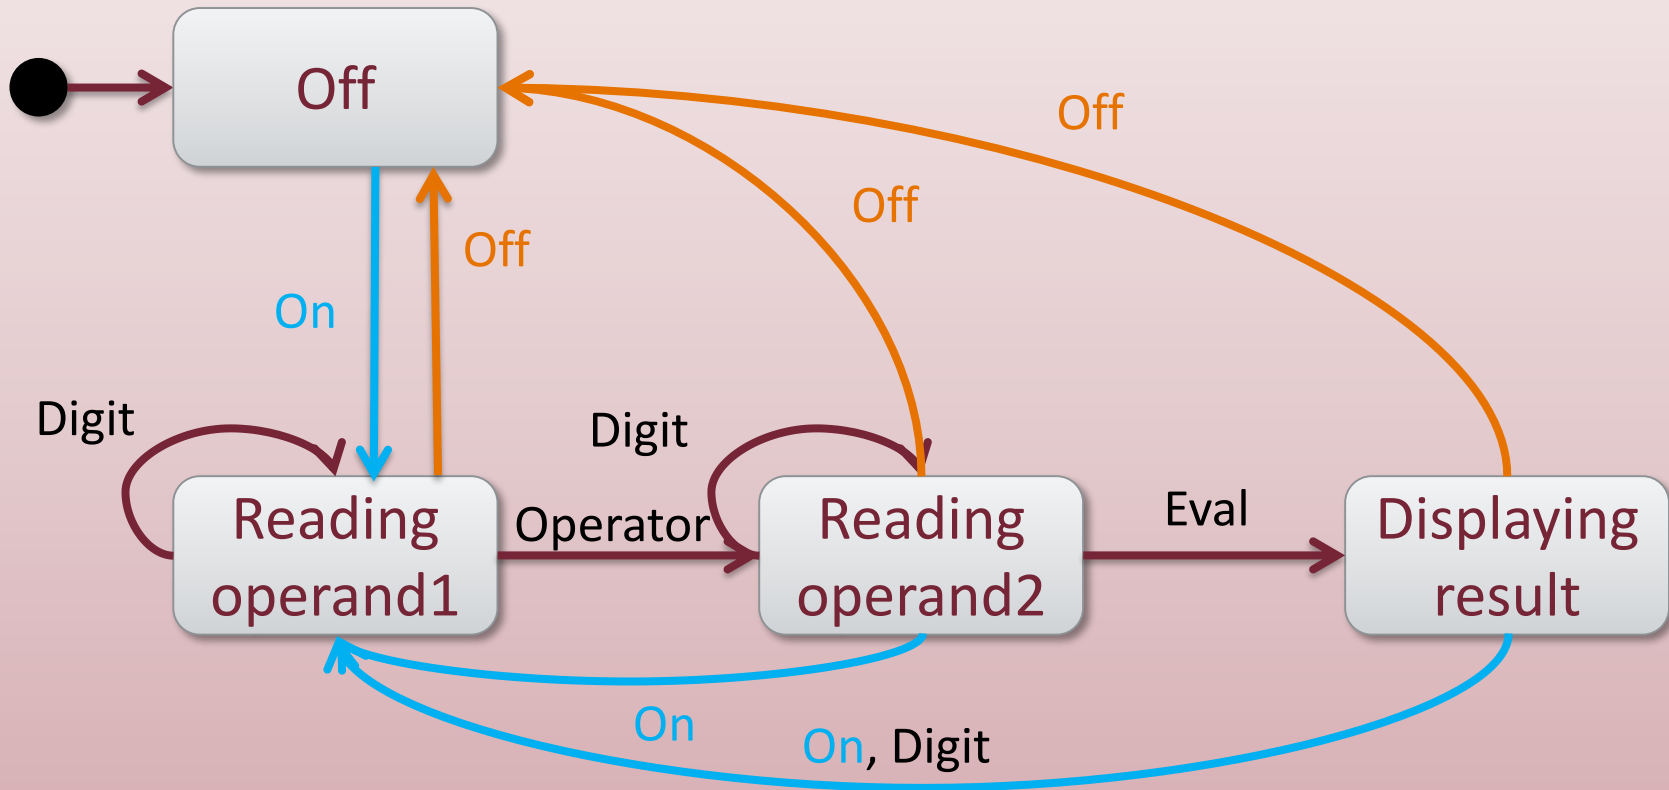 Off
Off
Off
Off
On
Digit
Digit
Reading
operand1
Operator
Reading
operand2
Eval
Displaying
result
On
On, Digit